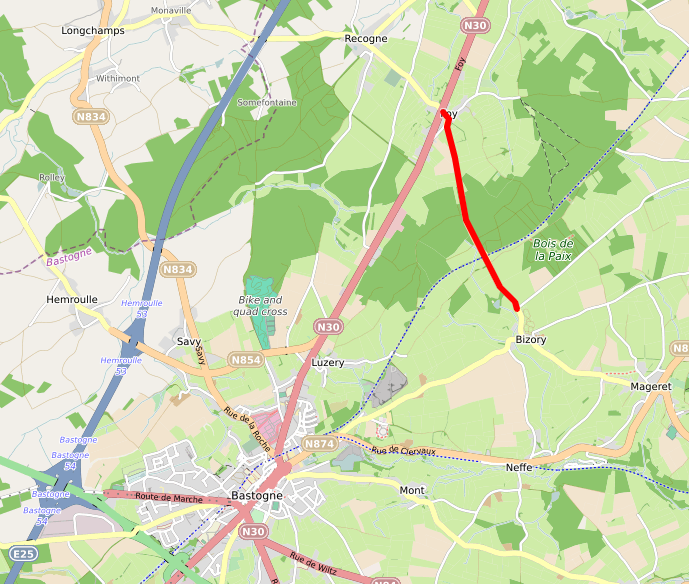 Monaville
N30
Longchamps
Recogne
Foy
Withimont
Somefontaine
N834
Rolley
Bois de
la Paix
Bastogne
N834
Hemroulle
Hemroulle
53
Bike and
quad cross
N30
Savy
Bizory
Savy
N854
Luzery
N8
Hemroulle
53
Mageret
Rue de la Roche
N874
Rue de Clervaux
Bastogne
Bastogne
54
Neffe
Bastogne
54
Route de Marche
Bastogne
Mont
N30
E25
Rue de Wiltz
N84